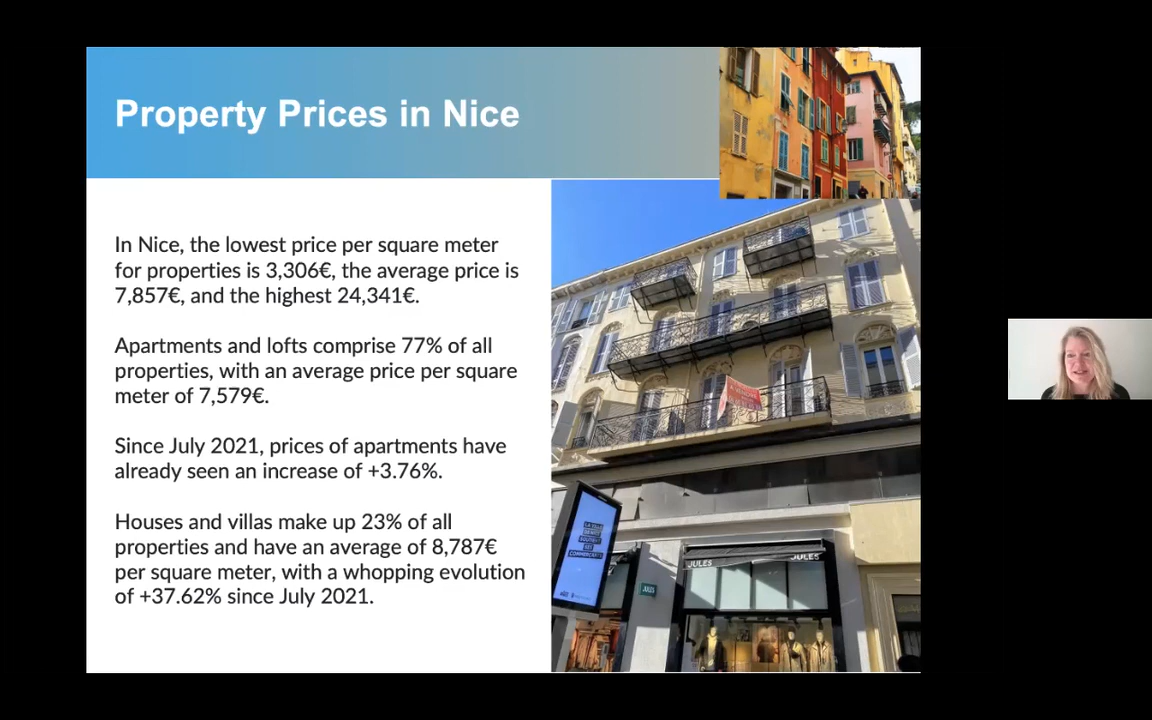 Property Prices in Nice
In Nice, the lowest price per square meter
for properties is 3,306€, the average price is
7,857€, and the highest 24,341€.
Apartments and lofts comprise 77% of all
properties, with an average price per square
meter of 7,579€.
Since July 2021, prices of apartments have
already seen an increase of +3.76%.
Houses and villas make up 23% of all
properties and have an average of 8,787€
per square meter, with a whopping evolution
of +37.62% since July 2021.
A VENDRE
JULES
JULES
JULES